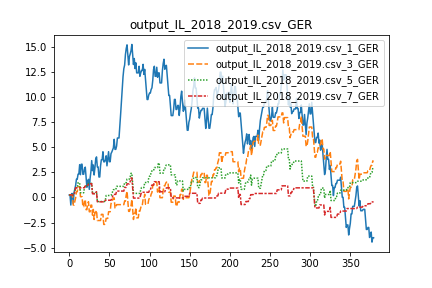 output_IL_2018_2019.csv_GER
output_IL_2018_2019.csv_1_GER
output_IL_2018_2019.csv_3_GER
output_IL_2018_2019.csv_5_GER
output_IL_2018_2019.csv_7_GER
15.0
12.5
10.0
7.5
5.0
2.5
0.0
−2.5
−5.0
0 50 100 150 200 250 300 350